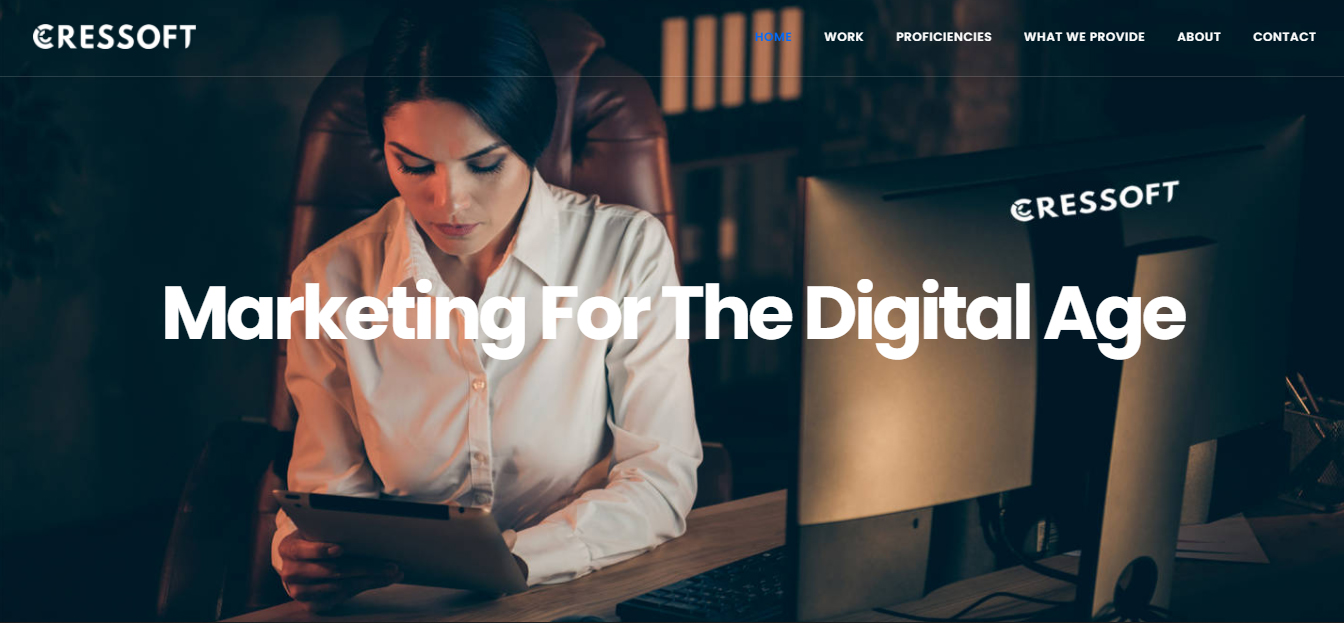 CRESSOFT
HOME WORK PROFICIENCIES WHAT WE PROVIDE ABOUT CONTACT
CRESSOFT
Marketing For The Digital Age